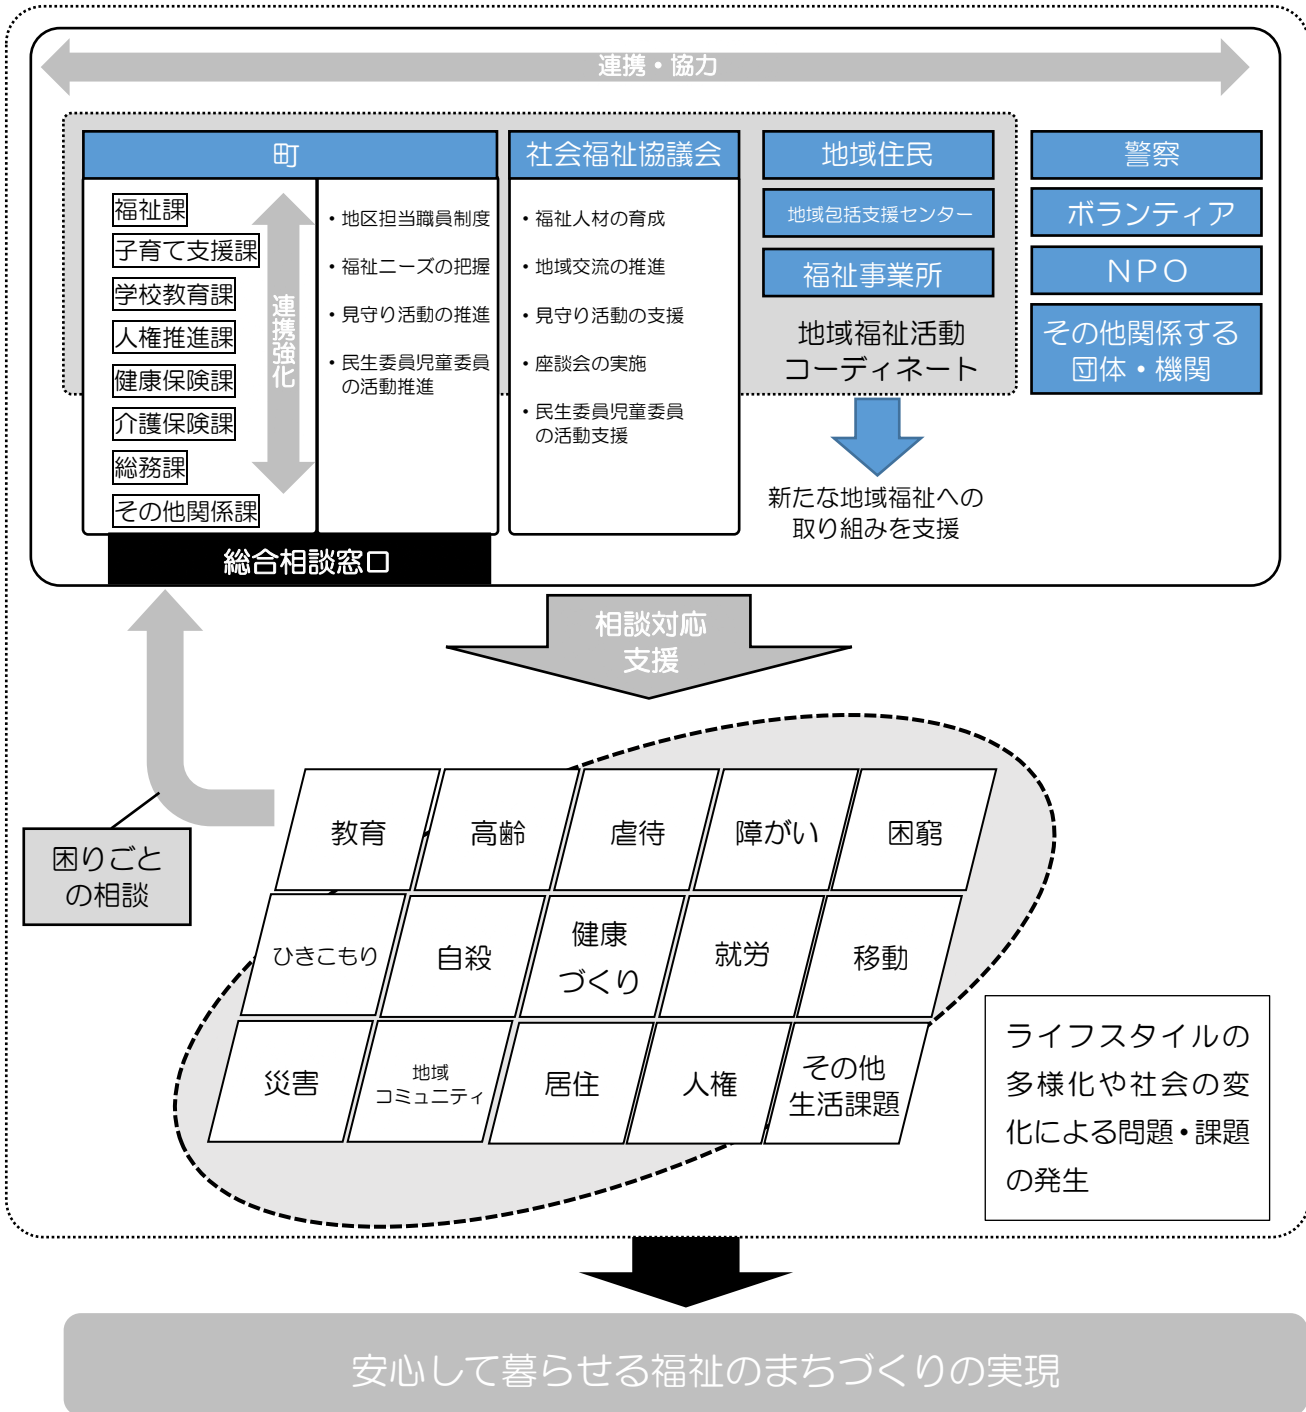 連携・協力
町
福祉課
子育て支援課
学校教育課
人権推進課
健康保険課
介護保険課
総務課
その他関係課
連携強化
・地区担当職員制度
・福祉ニーズの把握
・見守り活動の推進
・民生委員児童委員
の活動推進
総合相談窓口
社会福祉協議会
・福祉人材の育成
・地域交流の推進
・見守り活動の支援
・座談会の実施
・民生委員児童委員
の活動支援
地域住民
地域包括支援センター
福祉事業所
地域福祉活動
コーディネート
新たな地域福祉への
取り組みを支援
警察
ボランティア
ＮＰＯ
その他関係する
団体・機関
相談対応
支援
困りごと
の相談
教育
高齢
虐待
障がい
困窮
ひきこもり
自殺
健康
づくり
就労
移動
災害
地域
コミュニティ
居住
人権
その他
生活課題
ライフスタイルの
多様化や社会の変
化による問題・課題
の発生
安心して暮らせる福祉のまちづくりの実現